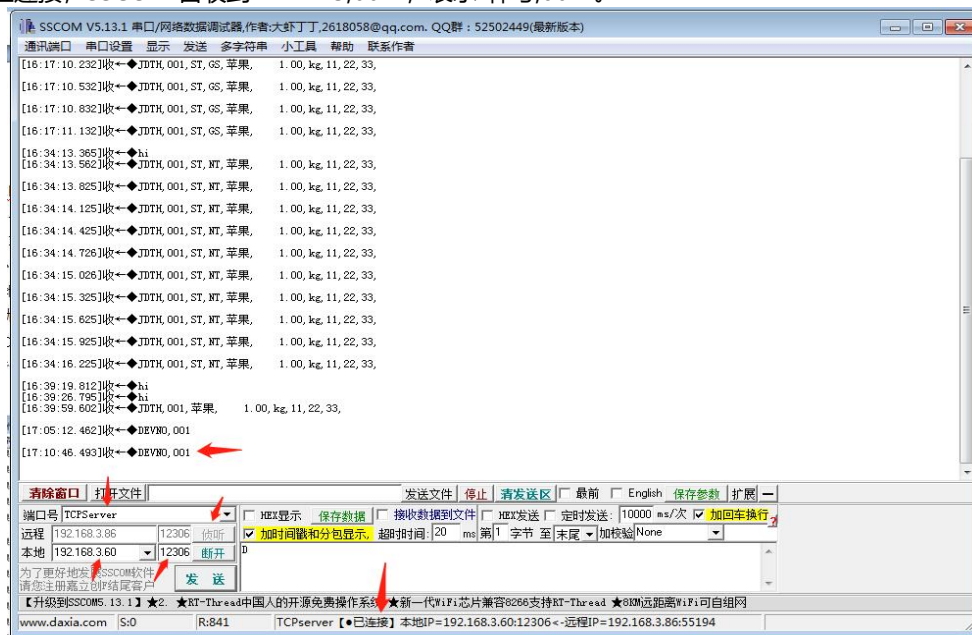 SSCOM V5.13.1 串口/网络数据调试器,作者:大虾丁丁,2618058@qq.com. QQ群：52502449(最新版本)
通讯端口 串口设置 显示 发送 多字符串 小工具 帮助 联系作者
[16:17:10.232]收←◆JDTH,001,ST,GS,苹果, 1.00,kg,11,22,33,
[16:17:10.532]收←◆JDTH,001,ST,GS,苹果, 1.00,kg,11,22,33,
[16:17:10.832]收←◆JDTH,001,ST,GS,苹果, 1.00,kg,11,22,33,
[16:17:11.132]收←◆JDTH,001,ST,GS,苹果, 1.00,kg,11,22,33,
[16:34:13.365]收←◆hi
[16:34:13.562]收←◆JDTH,001,ST,NT,苹果, 1.00,kg,11,22,33,
[16:34:13.825]收←◆JDTH,001,ST,NT,苹果, 1.00,kg,11,22,33,
[16:34:14.125]收←◆JDTH,001,ST,NT,苹果, 1.00,kg,11,22,33,
[16:34:14.425]收←◆JDTH,001,ST,NT,苹果, 1.00,kg,11,22,33,
[16:34:14.726]收←◆JDTH,001,ST,NT,苹果, 1.00,kg,11,22,33,
[16:34:15.026]收←◆JDTH,001,ST,NT,苹果, 1.00,kg,11,22,33,
[16:34:15.325]收←◆JDTH,001,ST,NT,苹果, 1.00,kg,11,22,33,
[16:34:15.625]收←◆JDTH,001,ST,NT,苹果, 1.00,kg,11,22,33,
[16:34:15.925]收←◆JDTH,001,ST,NT,苹果, 1.00,kg,11,22,33,
[16:34:16.225]收←◆JDTH,001,ST,NT,苹果, 1.00,kg,11,22,33,
[16:39:19.812]收←◆hi
[16:39:26.795]收←◆hi
[16:39:59.602]收←◆JDTH,001,苹果, 1.00,kg,11,22,33,
[17:05:12.462]收←◆DEVNO,001
[17:10:46.493]收←◆DEVNO,001
清除窗口 打开文件 发送文件 停止 清发送区 最前 English 保存参数 扩展 —
端口号 TCPServer HEX显示 保存数据 接收数据到文件 HEX发送 定时发送: 10000 ms/次 加回车换行
远程 192.168.3.86 12306 侦听 加时间戳和分包显示, 超时时间: 20 ms 第 1 字节 至 末尾 加校验 None
本地 192.168.3.60 12306 断开 D
为了更好地发展SSCOM软件
请您注册嘉立创F结尾客户 发 送
【升级到SSCOM5.13.1】★2. ★RT-Thread中国人的开源免费操作系统 ★新一代WiFi芯片兼容8266支持RT-Thread ★8KM远距离WiFi可自组网
www.daxia.com S:0 R:841 TCPserver 【●已连接】本地IP=192.168.3.60:12306<-远程IP=192.168.3.86:55194